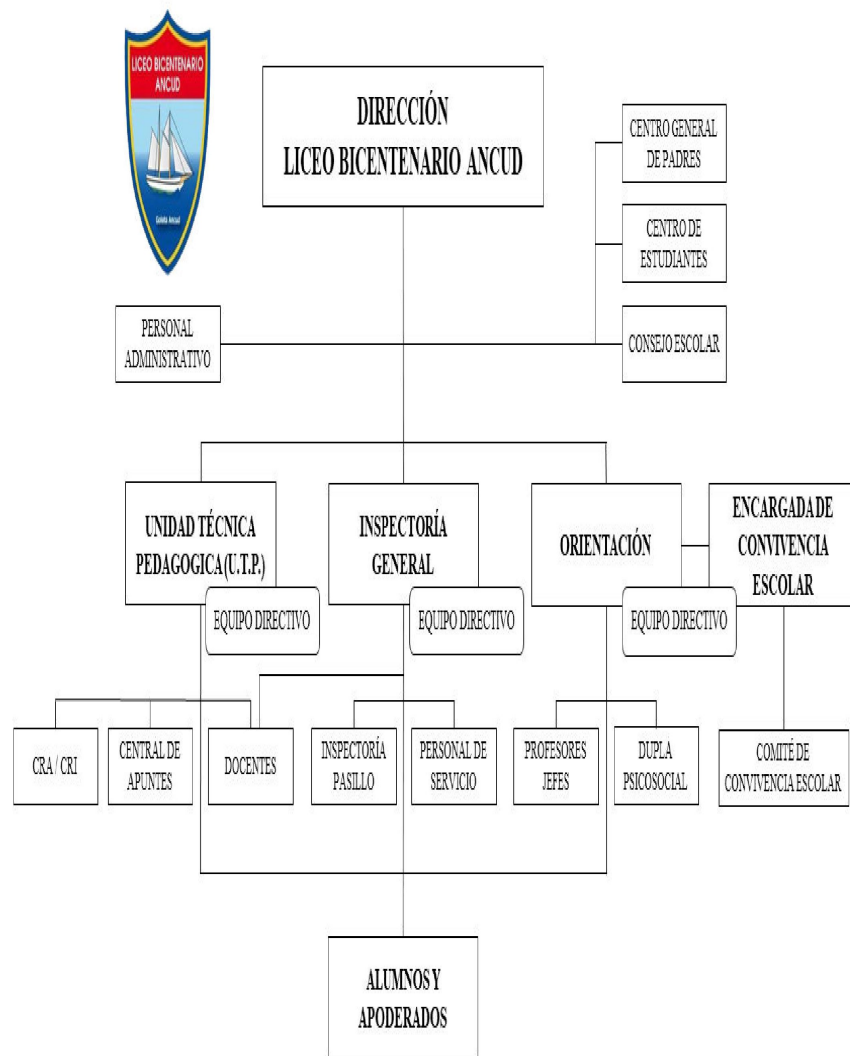 LICEO BICENTENARIO
ANCUD
Goleta Ancud
DIRECCIÓN
LICEO BICENTENARIO ANCUD
CENTRO GENERAL
DE PADRES
CENTRO DE
ESTUDIANTES
PERSONAL
ADMINISTRATIVO
CONSEJO ESCOLAR
UNIDAD TÉCNICA
PEDAGOGICA (U.T.P.)
EQUIPO DIRECTIVO
INSPECTORÍA
GENERAL
EQUIPO DIRECTIVO
ORIENTACIÓN
EQUIPO DIRECTIVO
ENCARGADA DE
CONVIVENCIA
ESCOLAR
CRA / CRI
CENTRAL DE
APUNTES
DOCENTES
INSPECTORÍA
PASILLO
PERSONAL DE
SERVICIO
PROFESORES
JEFES
DUPLA
PSICOSOCIAL
COMITÉ DE
CONVIVENCIA ESCOLAR
ALUMNOS Y
APODERADOS